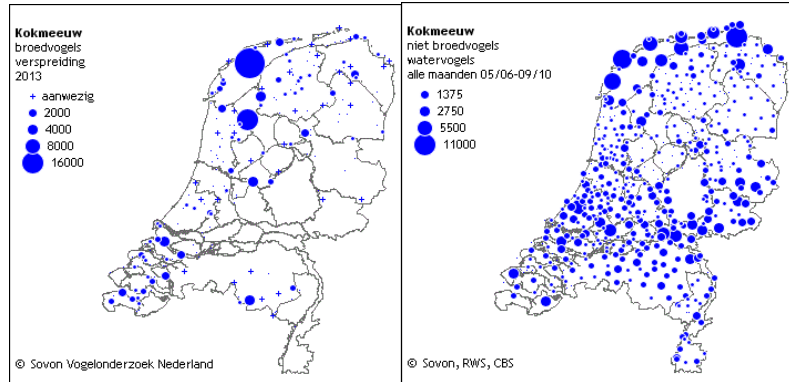 Kokmeeuw
broedvogels
verspreiding
2013
aanwezig
2000
4000
8000
16000
© Sovon Vogelonderzoek Nederland
Kokmeeuw
niet broedvogels
watervogels
alle maanden 05/06-09/10
1375
2750
5500
11000
© Sovon, RWS, CBS